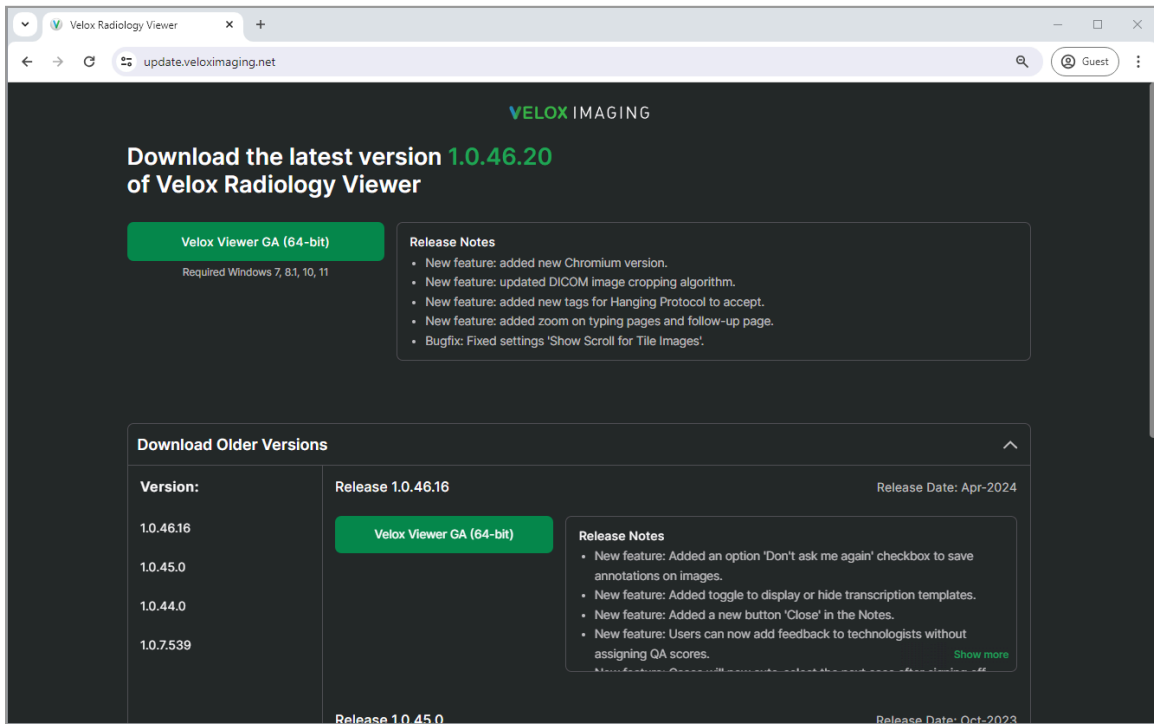 Velox Radiology Viewer
update.veloximaging.net
Guest
VELOX IMAGING
Download the latest version 1.0.46.20
of Velox Radiology Viewer
Velox Viewer GA (64-bit)
Required Windows 7, 8.1, 10, 11
Release Notes
• New feature: added new Chromium version.
• New feature: updated DICOM image cropping algorithm.
• New feature: added new tags for Hanging Protocol to accept.
• New feature: added zoom on typing pages and follow-up page.
• Bugfix: Fixed settings 'Show Scroll for Tile Images'.
Download Older Versions
Version:
1.0.46.16
1.0.45.0
1.0.44.0
1.0.7.539
Release 1.0.46.16
Release Date: Apr-2024
Velox Viewer GA (64-bit)
Release Notes
• New feature: Added an option 'Don't ask me again' checkbox to save
annotations on images.
• New feature: Added toggle to display or hide transcription templates.
• New feature: Added a new button 'Close' in the Notes.
• New feature: Users can now add feedback to technologists without
assigning QA scores.
Show more
Release 1.0.45.0
Release Date: Oct-2023